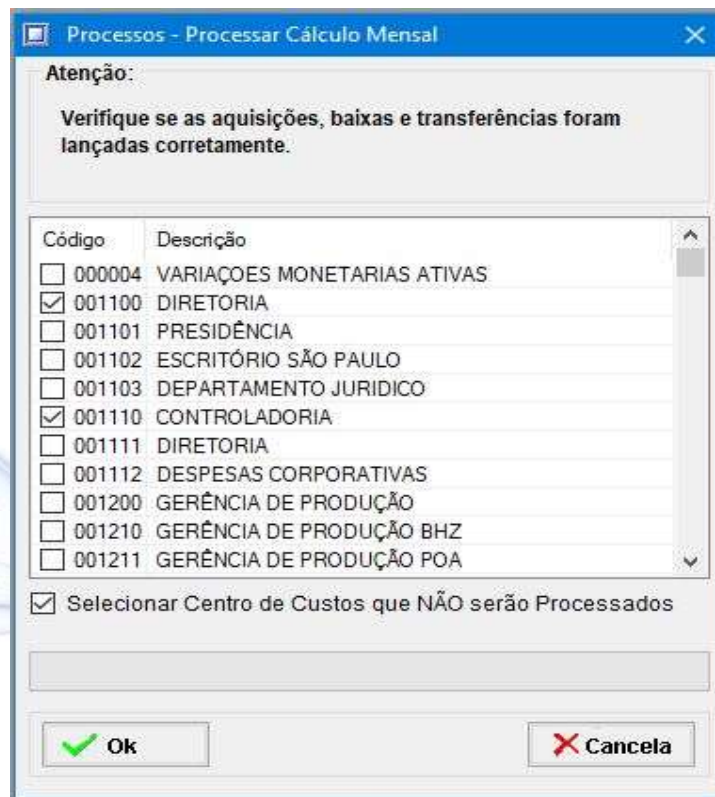 Processos - Processar Cálculo Mensal
Atenção:
Verifique se as aquisições, baixas e transferências foram
lançadas corretamente.
Código Descrição
000004 VARIAÇOES MONETARIAS ATIVAS
001100 DIRETORIA
001101 PRESIDÊNCIA
001102 ESCRITÓRIO SÃO PAULO
001103 DEPARTAMENTO JURIDICO
001110 CONTROLADORIA
001111 DIRETORIA
001112 DESPESAS CORPORATIVAS
001200 GERÊNCIA DE PRODUÇÃO
001210 GERÊNCIA DE PRODUÇÃO BHZ
001211 GERÊNCIA DE PRODUÇÃO POA
Selecionar Centro de Custos que NÃO serão Processados
Ok Cancela